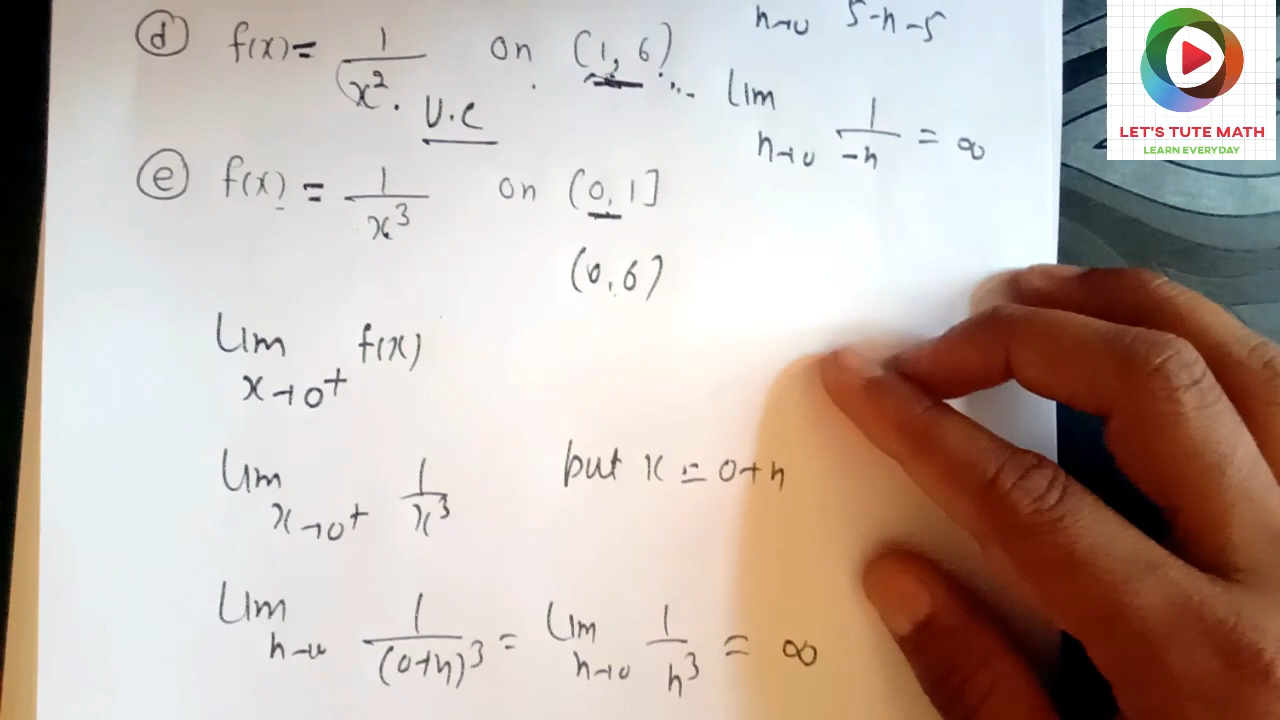 h→0 5-h-5
(d) f(x) = 1/x². on (1, 6)...
U.C
Lim h→0 1/-h = ∞
(e) f(x) = 1/x³ on (0, 1]
(0, 6)
Lim x→0+ f(x)
Lim x→0+ 1/x³ but x = 0+h
Lim h→0 1/(0+h)³ = Lim h→0 1/h³ = ∞
LET'S TUTE MATH
LEARN EVERYDAY